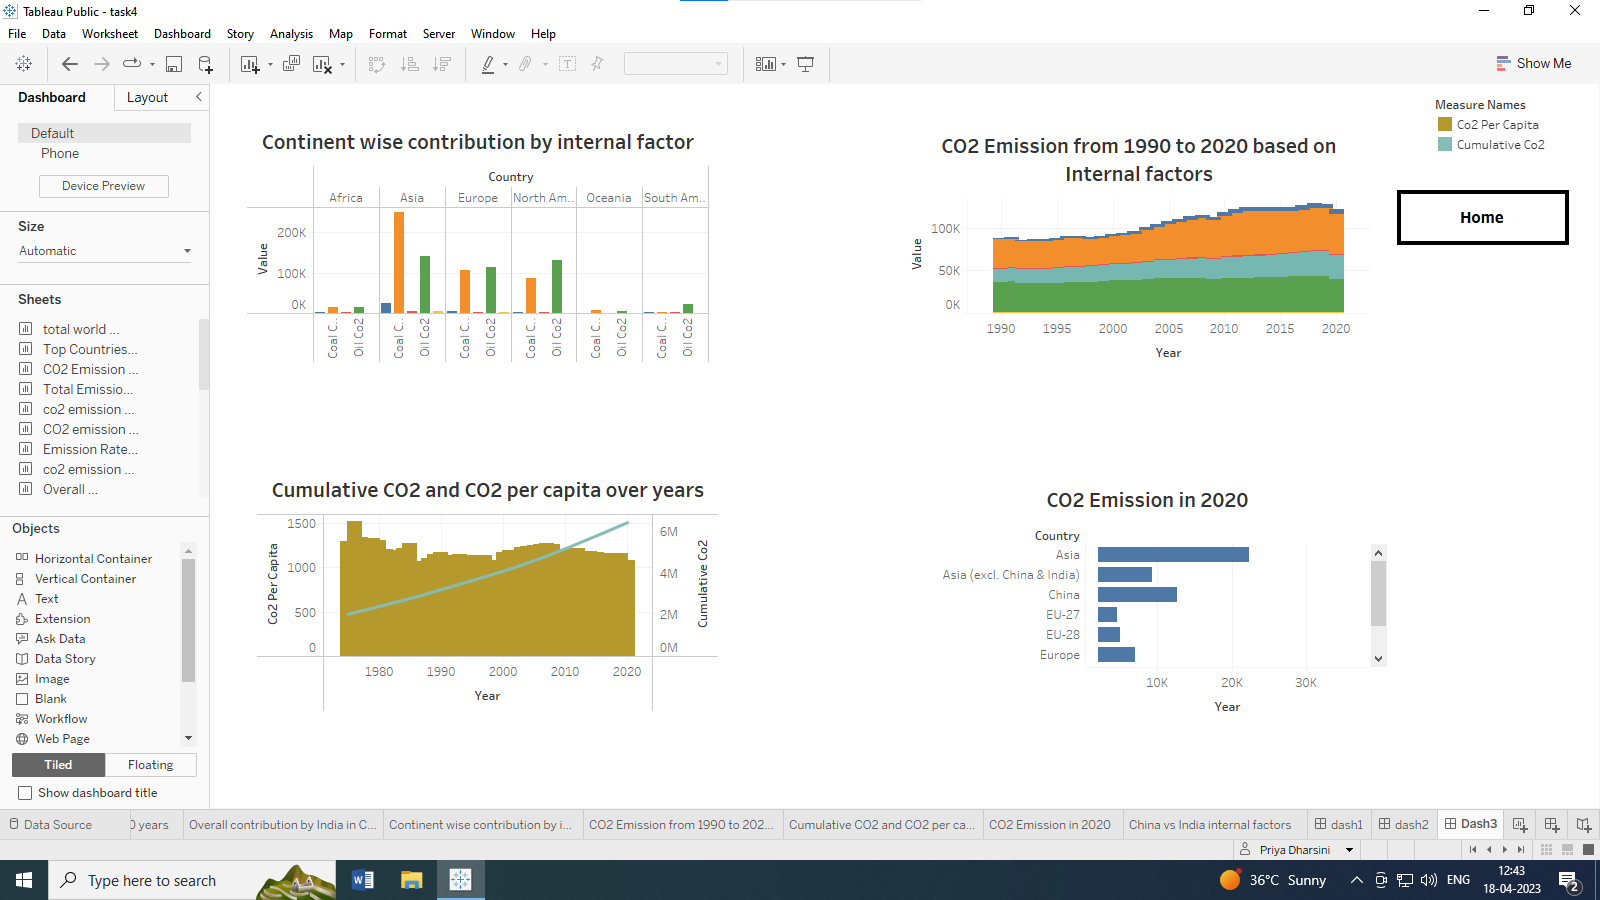 Tableau Public - task4
File Data Worksheet Dashboard Story Analysis Map Format Server Window Help
Show Me
Dashboard Layout
Default
Phone
Device Preview
Size
Automatic
Sheets
total world ...
Top Countries...
CO2 Emission ...
Total Emissio...
co2 emission ...
CO2 emission ...
Emission Rate...
co2 emission ...
Overall ...
Objects
Horizontal Container
Vertical Container
Text
Extension
Ask Data
Data Story
Image
Blank
Workflow
Web Page
Tiled Floating
Show dashboard title
Continent wise contribution by internal factor
Country
Africa Asia Europe North Am.. Oceania South Am..
Value
200K
100K
0K
Coal C.. Oil Co2 Coal C.. Oil Co2 Coal C.. Oil Co2 Coal C.. Oil Co2 Coal C.. Oil Co2 Coal C.. Oil Co2
CO2 Emission from 1990 to 2020 based on
Internal factors
Value
100K
50K
0K
1990 1995 2000 2005 2010 2015 2020
Year
Measure Names
Co2 Per Capita
Cumulative Co2
Home
Cumulative CO2 and CO2 per capita over years
Co2 Per Capita
1500
1000
500
0
6M
4M
2M
0M
Cumulative Co2
1980 1990 2000 2010 2020
Year
CO2 Emission in 2020
Country
Asia
Asia (excl. China & India)
China
EU-27
EU-28
Europe
10K 20K 30K
Year
Data Source 0 years Overall contribution by India in C... Continent wise contribution by i... CO2 Emission from 1990 to 202... Cumulative CO2 and CO2 per ca... CO2 Emission in 2020 China vs India internal factors dash1 dash2 Dash3
Priya Dharsini
Type here to search
36°C Sunny
ENG
12:43
18-04-2023
2